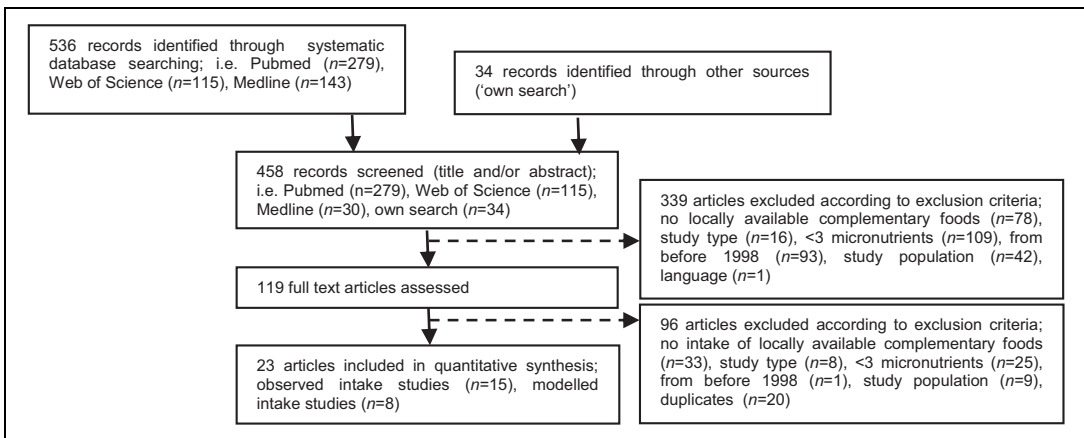 536 records identified through systematic
database searching; i.e. Pubmed (n=279),
Web of Science (n=115), Medline (n=143)
34 records identified through other sources
('own search')
458 records screened (title and/or abstract);
i.e. Pubmed (n=279), Web of Science (n=115),
Medline (n=30), own search (n=34)
339 articles excluded according to exclusion criteria;
no locally available complementary foods (n=78),
study type (n=16), <3 micronutrients (n=109), from
before 1998 (n=93), study population (n=42),
language (n=1)
119 full text articles assessed
96 articles excluded according to exclusion criteria;
no intake of locally available complementary foods
(n=33), study type (n=8), <3 micronutrients (n=25),
from before 1998 (n=1), study population (n=9),
duplicates (n=20)
23 articles included in quantitative synthesis;
observed intake studies (n=15), modelled
intake studies (n=8)